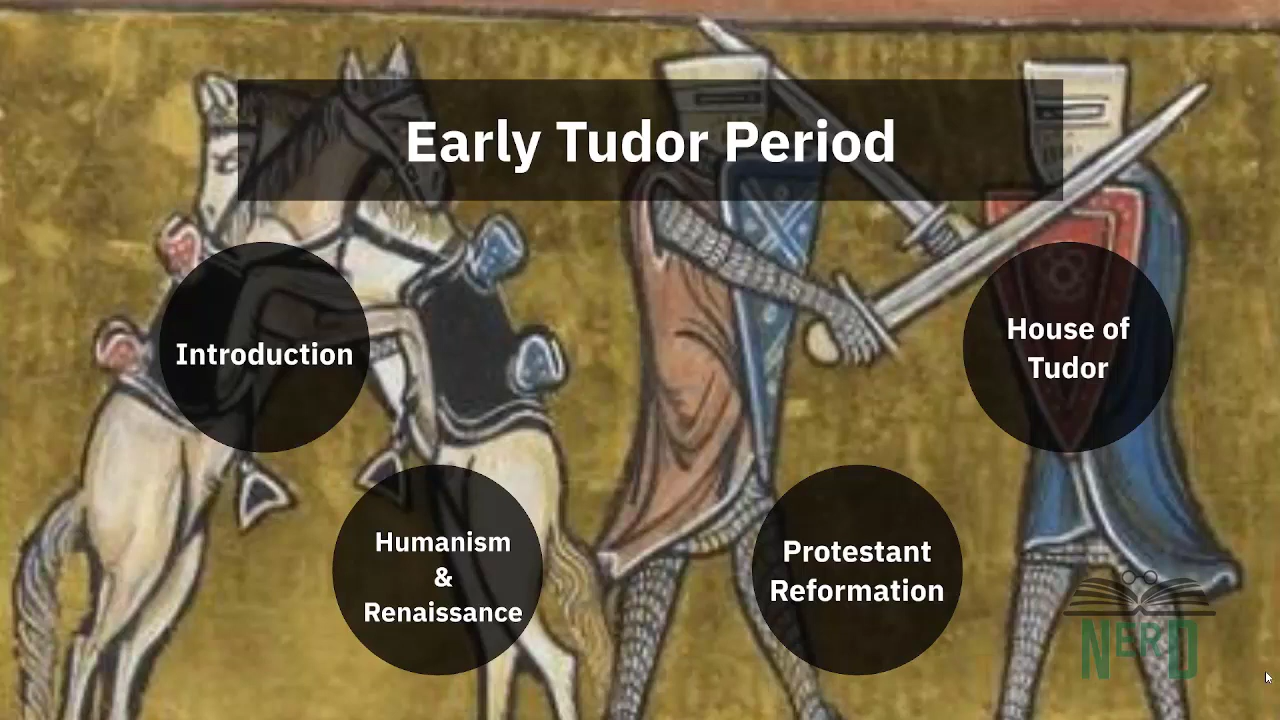 Early Tudor Period
Introduction
House of
Tudor
Humanism
&
Renaissance
Protestant
Reformation
NERD